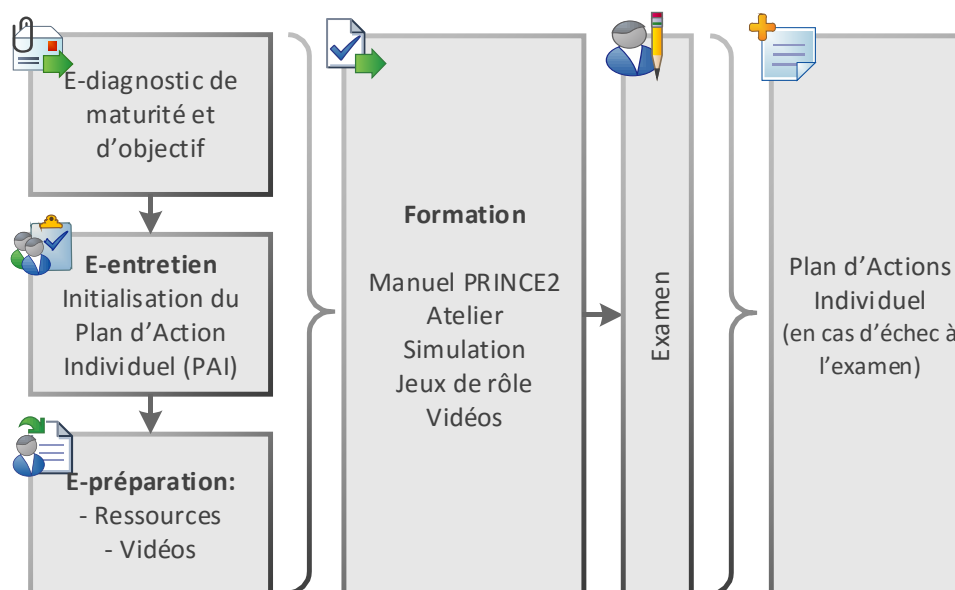 E-diagnostic de
maturité et
d’objectif
E-entretien
Initialisation du
Plan d’Action
Individuel (PAI)
E-préparation:
- Ressources
- Vidéos
Formation
Manuel PRINCE2
Atelier
Simulation
Jeux de rôle
Vidéos
Examen
Plan d’Actions
Individuel
(en cas d’échec à
l’examen)